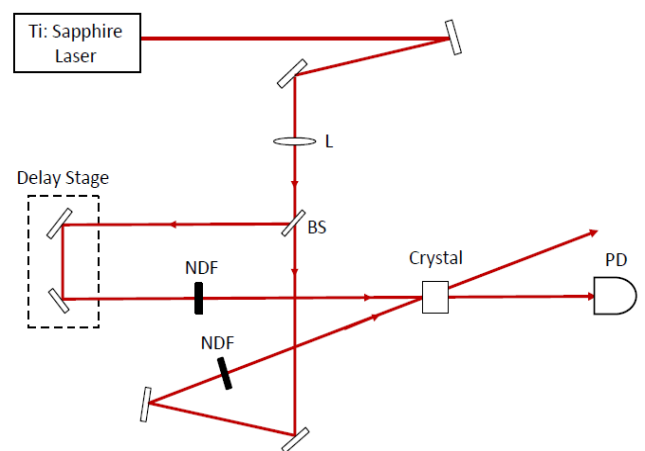 Ti: Sapphire
Laser
L
Delay Stage
BS
NDF
Crystal
PD
NDF